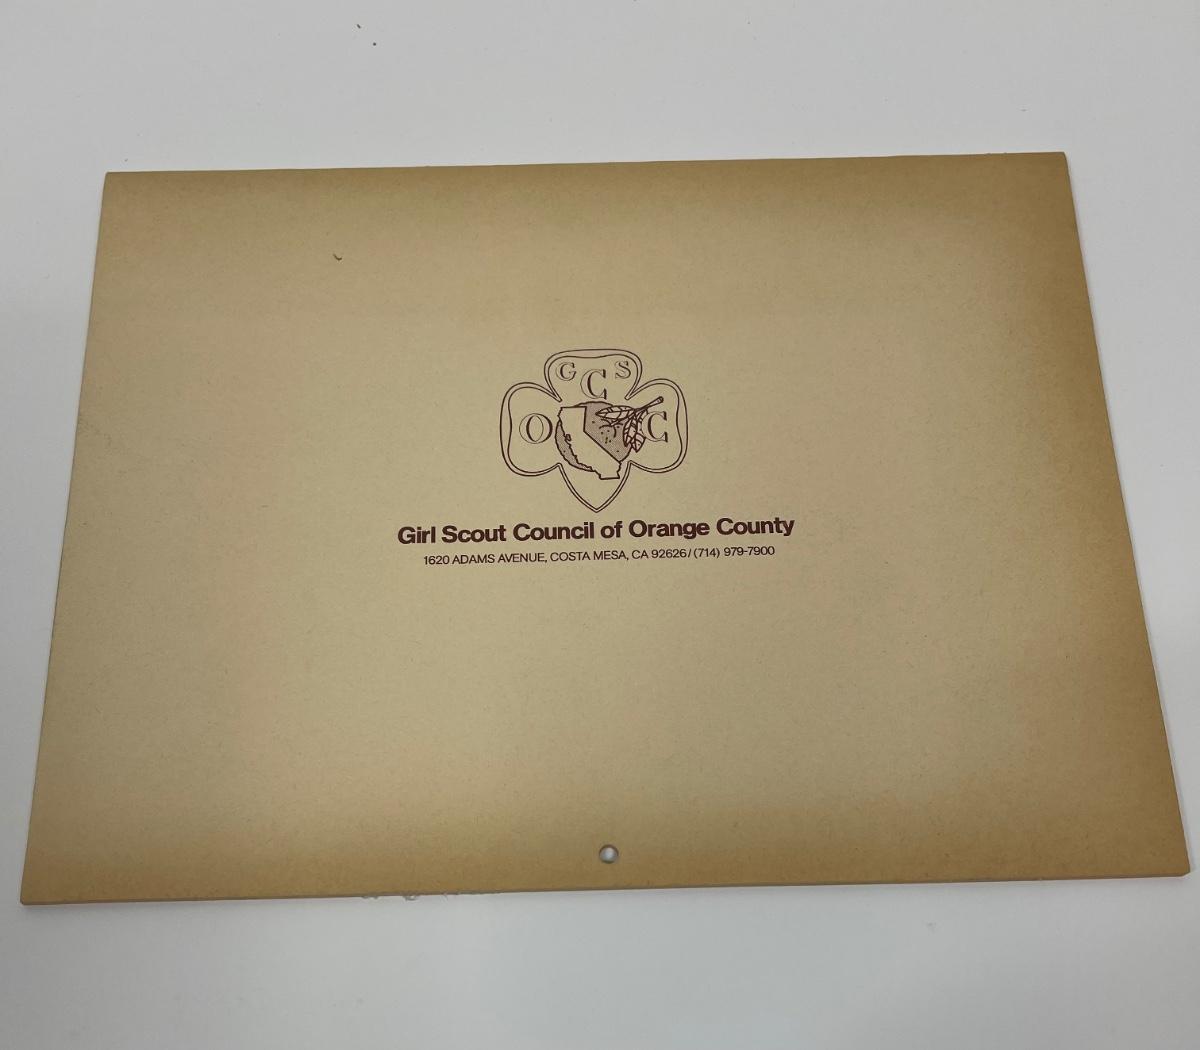 G C S
O C
Girl Scout Council of Orange County
1620 ADAMS AVENUE, COSTA MESA, CA 92626/(714) 979-7900